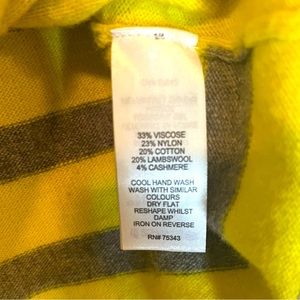 33% VISCOSE
23% NYLON
20% COTTON
20% LAMBSWOOL
4% CASHMERE
COOL HAND WASH
WASH WITH SIMILAR
COLOURS
DRY FLAT
RESHAPE WHILST
DAMP
IRON ON REVERSE
RN# 75343